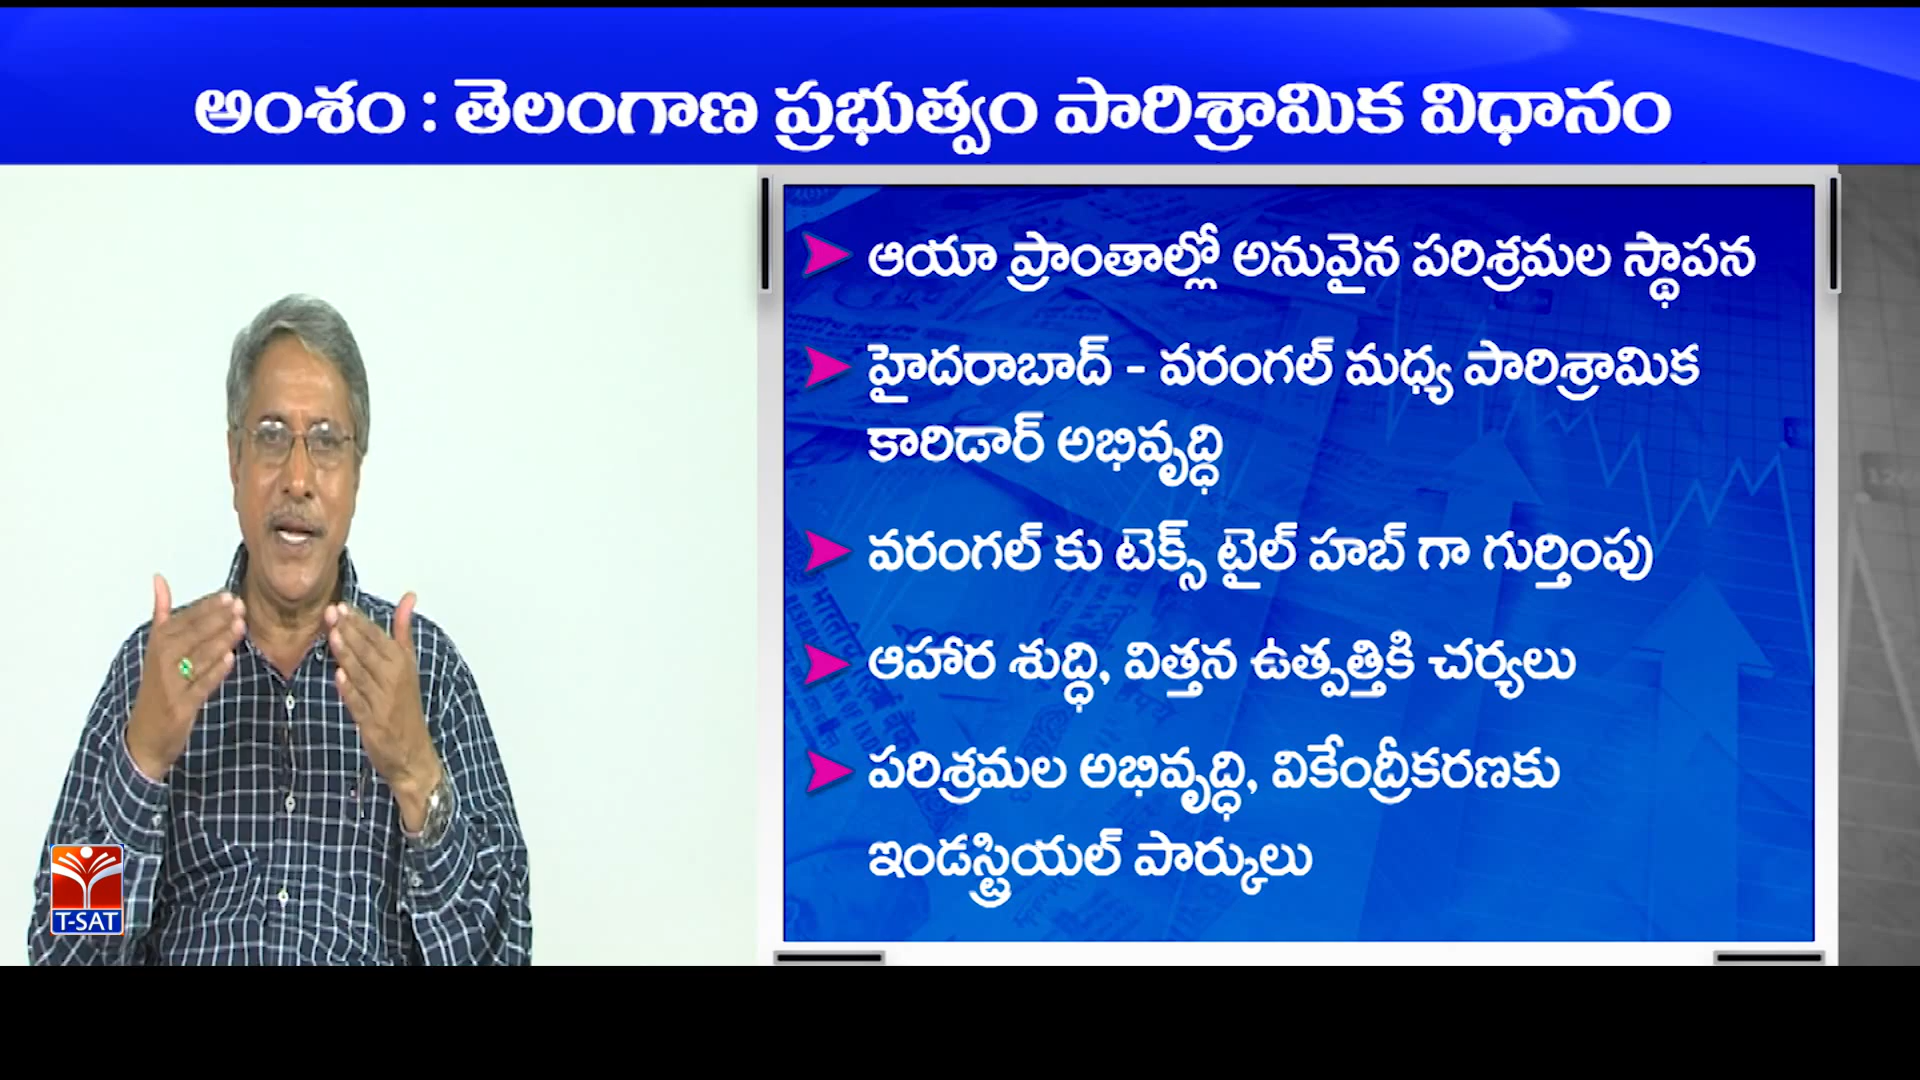 అంశం : తెలంగాణ ప్రభుత్వం పారిశ్రామిక విధానం
ఆయా ప్రాంతాల్లో అనువైన పరిశ్రమల స్థాపన
హైదరాబాద్ - వరంగల్ మధ్య పారిశ్రామిక
కారిడార్ అభివృద్ధి
వరంగల్ కు టెక్స్ టైల్ హబ్ గా గుర్తింపు
ఆహార శుద్ధి, విత్తన ఉత్పత్తికి చర్యలు
పరిశ్రమల అభివృద్ధి, వికేంద్రీకరణకు
ఇండస్ట్రియల్ పార్కులు
T-SAT